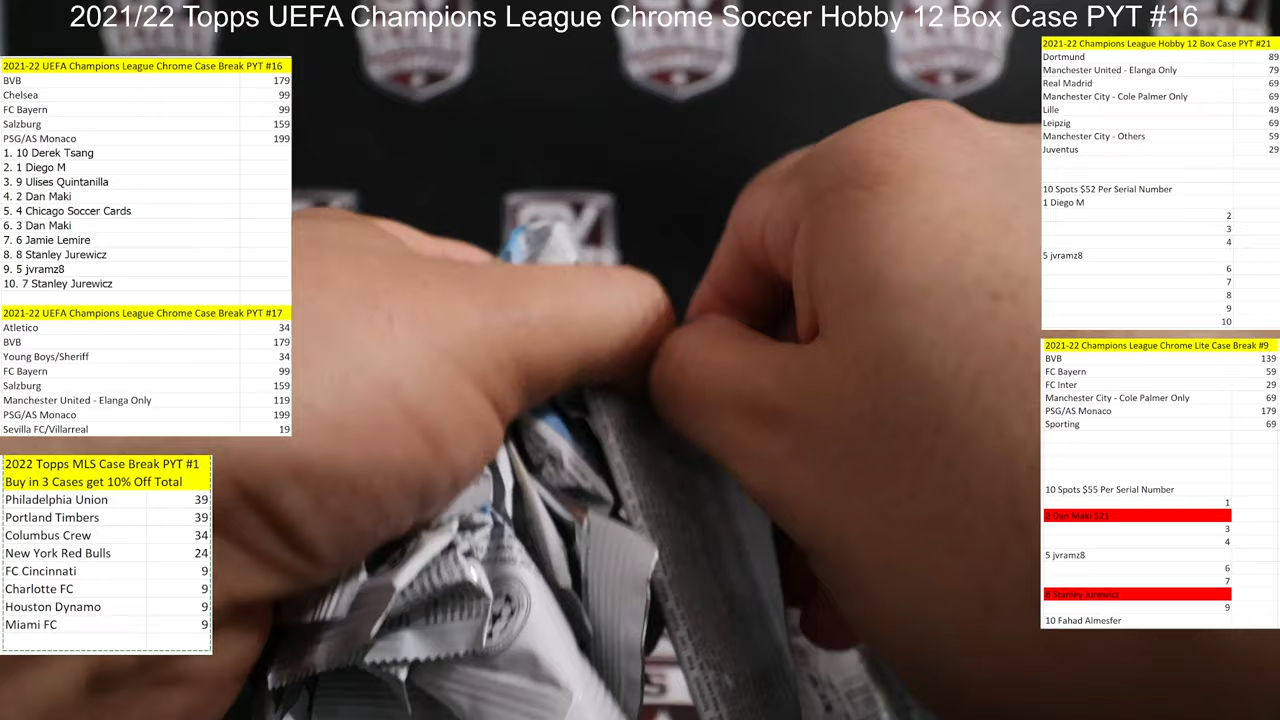 2021/22 Topps UEFA Champions League Chrome Soccer Hobby 12 Box Case PYT #16
2021-22 UEFA Champions League Chrome Case Break PYT #16
BVB 179
Chelsea 99
FC Bayern 99
Salzburg 159
PSG/AS Monaco 199
1. 10 Derek Tsang
2. 1 Diego M
3. 9 Ulises Quintanilla
4. 2 Dan Maki
5. 4 Chicago Soccer Cards
6. 3 Dan Maki
7. 6 Jamie Lemire
8. 8 Stanley Jurewicz
9. 5 jvramz8
10. 7 Stanley Jurewicz
2021-22 UEFA Champions League Chrome Case Break PYT #17
Atletico 34
BVB 179
Young Boys/Sheriff 34
FC Bayern 99
Salzburg 159
Manchester United - Elanga Only 119
PSG/AS Monaco 199
Sevilla FC/Villarreal 19
2022 Topps MLS Case Break PYT #1
Buy in 3 Cases get 10% Off Total
Philadelphia Union 39
Portland Timbers 39
Columbus Crew 34
New York Red Bulls 24
FC Cincinnati 9
Charlotte FC 9
Houston Dynamo 9
Miami FC 9
2021-22 Champions League Hobby 12 Box Case PYT #21
Dortmund 89
Manchester United - Elanga Only 79
Real Madrid 69
Manchester City - Cole Palmer Only 69
Lille 49
Leipzig 69
Manchester City - Others 59
Juventus 29
10 Spots $52 Per Serial Number
1 Diego M
2
3
4
5 jvramz8
6
7
8
9
10
2021-22 Champions League Chrome Lite Case Break #9
BVB 139
FC Bayern 59
FC Inter 29
Manchester City - Cole Palmer Only 69
PSG/AS Monaco 179
Sporting 69
10 Spots $55 Per Serial Number
1
2 Dan Maki 521
3
4
5 jvramz8
6
7
8 Stanley Jurewicz
9
10 Fahad Almesfer